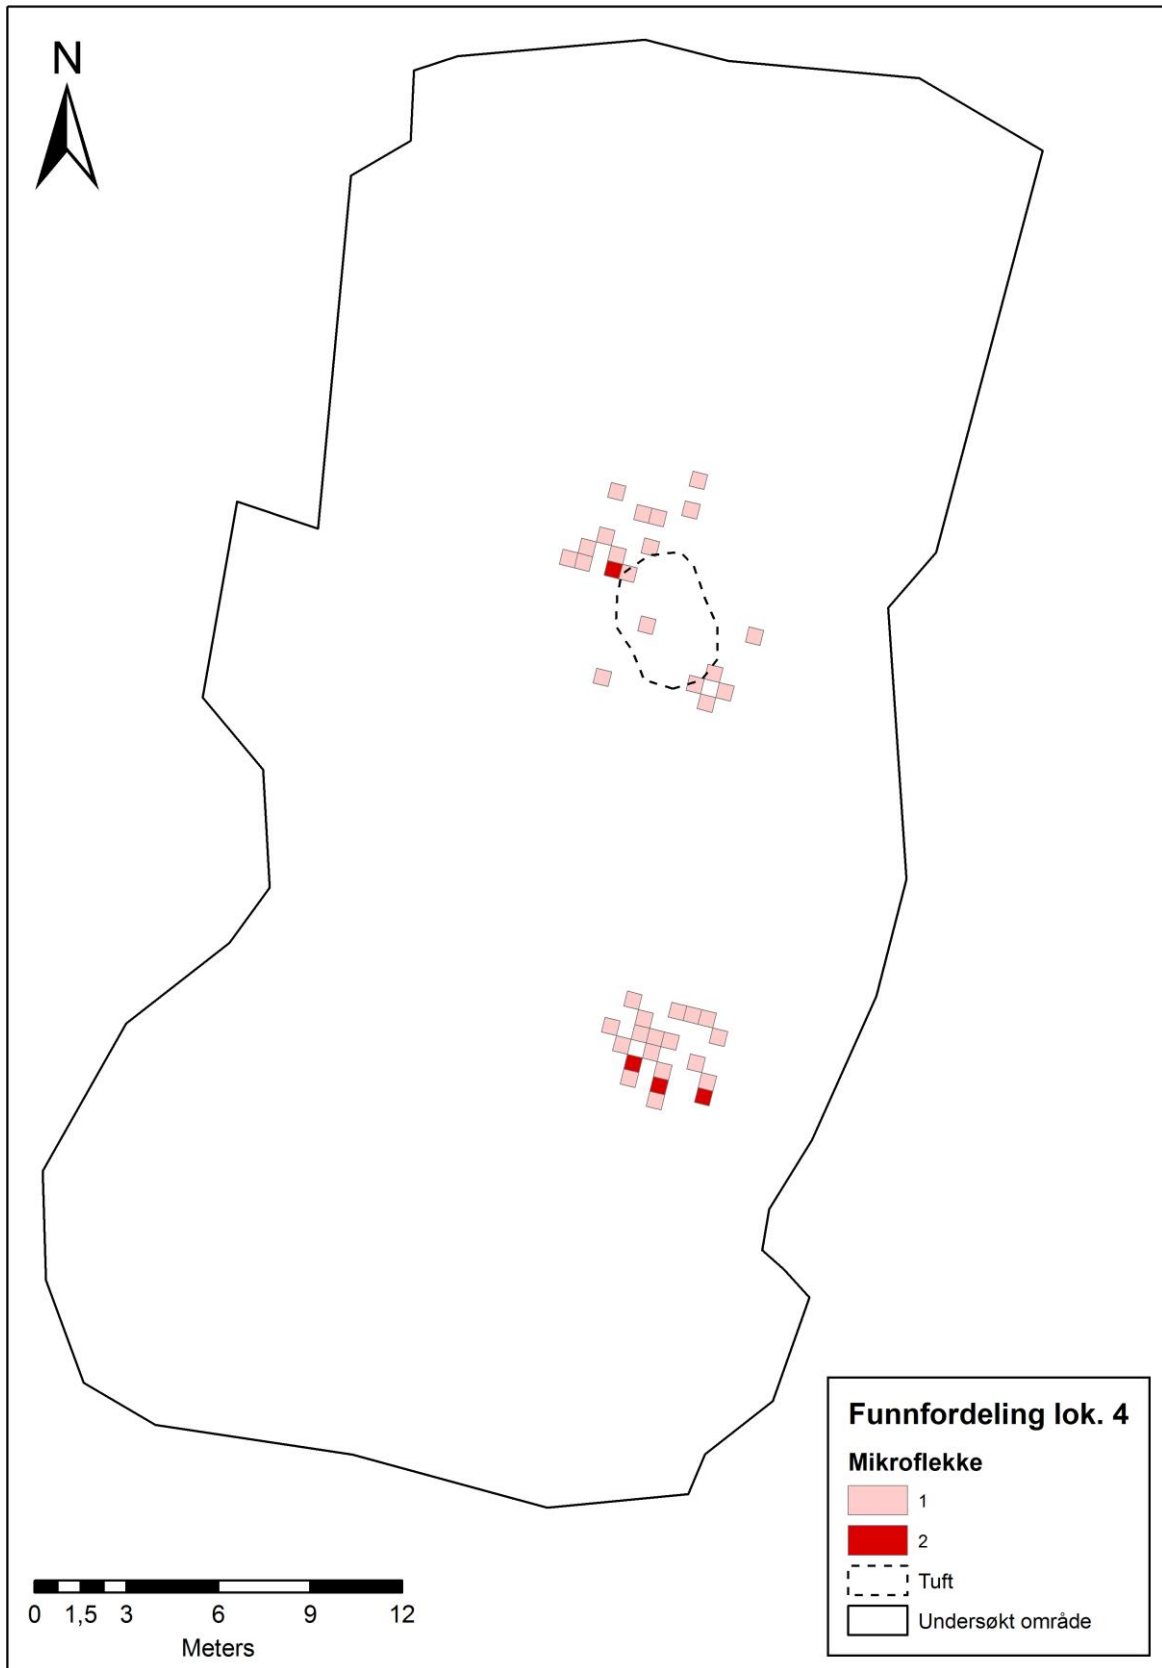 N
Funnfordeling lok. 4
Mikroflekke
1
2
Tuft
Undersøkt område
0 1,5 3 6 9 12
Meters